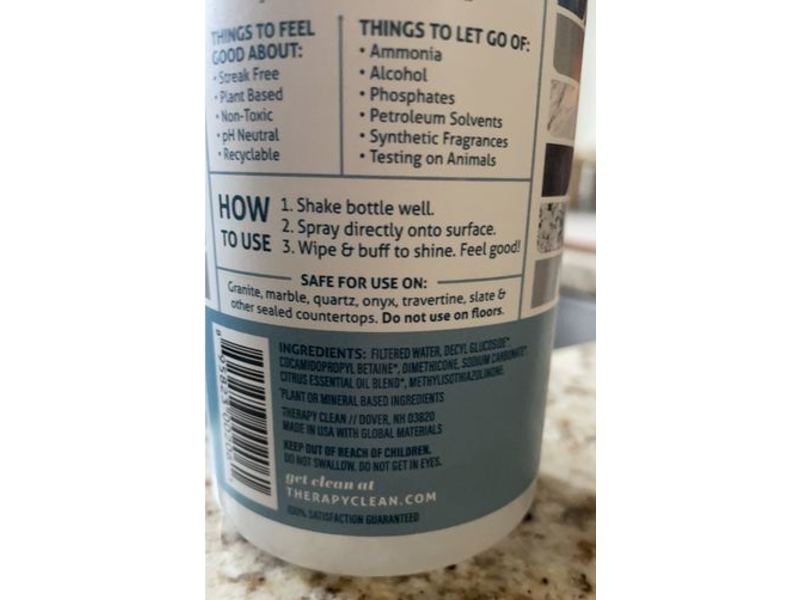 THINGS TO FEEL
GOOD ABOUT:
• Streak Free
• Plant Based
• Non-Toxic
• pH Neutral
• Recyclable
THINGS TO LET GO OF:
• Ammonia
• Alcohol
• Phosphates
• Petroleum Solvents
• Synthetic Fragrances
• Testing on Animals
HOW
TO USE
1. Shake bottle well.
2. Spray directly onto surface.
3. Wipe & buff to shine. Feel good!
SAFE FOR USE ON:
Granite, marble, quartz, onyx, travertine, slate &
other sealed countertops. Do not use on floors.
INGREDIENTS: FILTERED WATER, DECYL GLUCOSIDE*,
COCAMIDOPROPYL BETAINE*, DIMETHICONE, SODIUM CARBONATE*,
CITRUS ESSENTIAL OIL BLEND*, METHYLISOTHIAZOLINONE.
*PLANT OR MINERAL BASED INGREDIENTS
THERAPY CLEAN // DOVER, NH 03820
MADE IN USA WITH GLOBAL MATERIALS
KEEP OUT OF REACH OF CHILDREN.
DO NOT SWALLOW. DO NOT GET IN EYES.
get clean at
THERAPYCLEAN.COM
100% SATISFACTION GUARANTEED